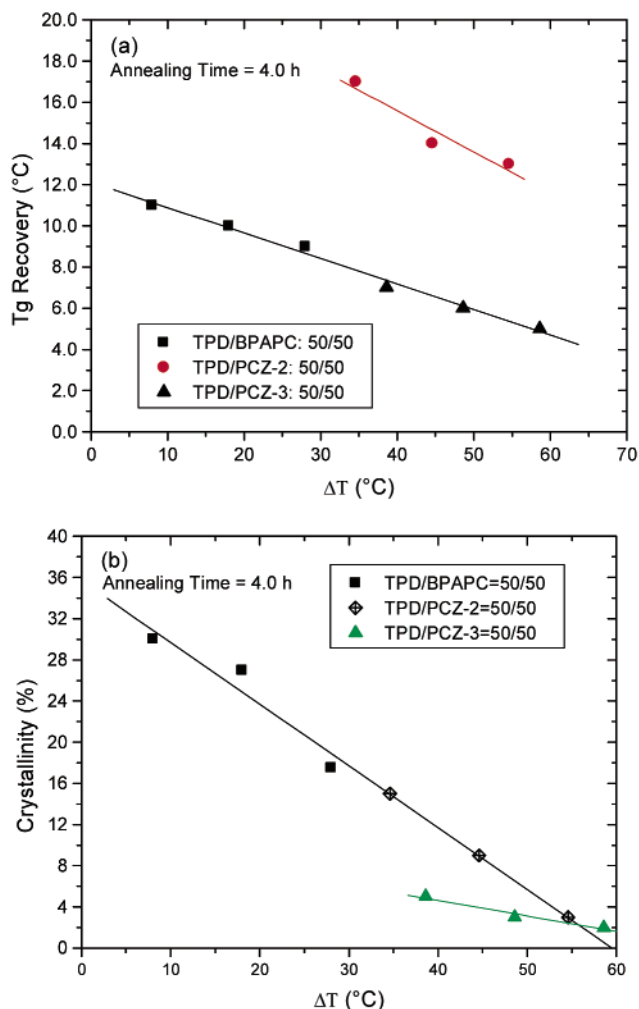 (a)
Annealing Time = 4.0 h
20.0
18.0
16.0
14.0
12.0
10.0
8.0
6.0
4.0
2.0
0.0
Tg Recovery (°C)
TPD/BPAPC: 50/50
TPD/PCZ-2: 50/50
TPD/PCZ-3: 50/50
0 10 20 30 40 50 60 70
ΔT (°C)
(b)
Annealing Time = 4.0 h
40
36
32
28
24
20
16
12
8
4
0
Crystallinity (%)
TPD/BPAPC=50/50
TPD/PCZ-2=50/50
TPD/PCZ-3=50/50
0 10 20 30 40 50 60
ΔT (°C)